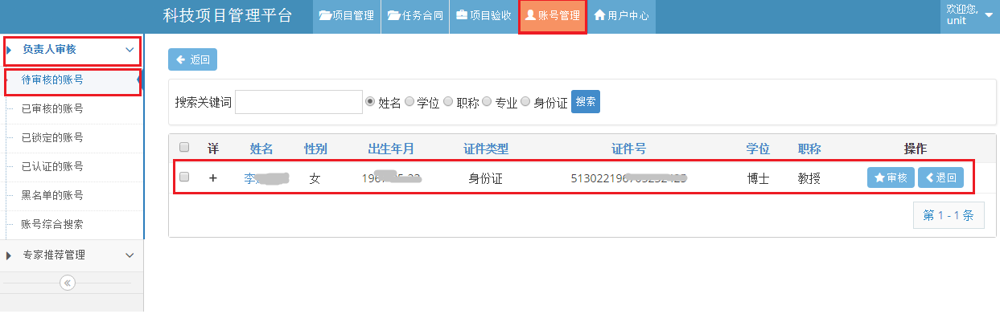 科技项目管理平台 项目管理 任务合同 项目验收 账号管理 用户中心 欢迎您, unit
负责人审核
待审核的账号
已审核的账号
已锁定的账号
已认证的账号
黑名单的账号
账号综合搜索
专家推荐管理
返回
搜索关键词 姓名 学位 职称 专业 身份证 搜索
详 姓名 性别 出生年月 证件类型 证件号 学位 职称 操作
李 女 身份证 博士 教授 审核 退回
第 1 - 1 条